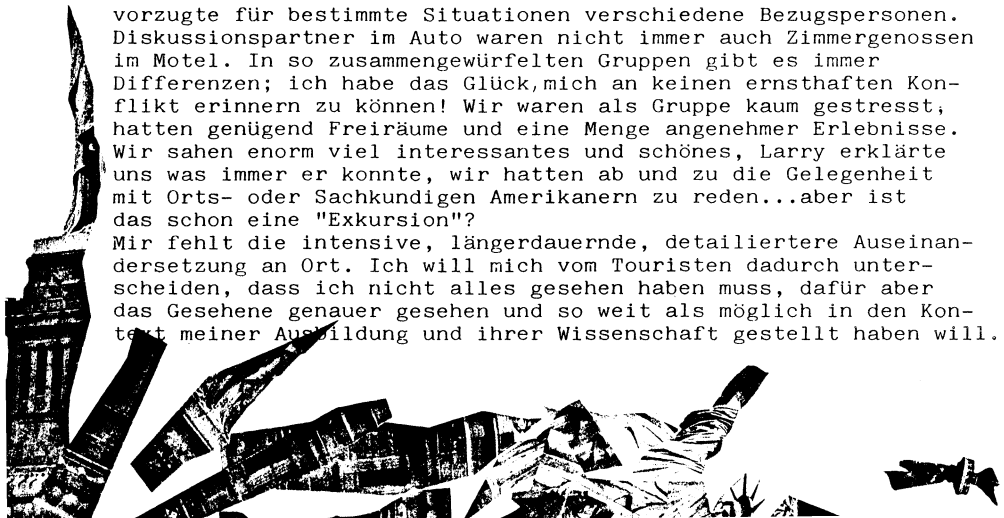 vorzugte für bestimmte Situationen verschiedene Bezugspersonen.
Diskussionspartner im Auto waren nicht immer auch Zimmergenossen
im Motel. In so zusammengewürfelten Gruppen gibt es immer
Differenzen; ich habe das Glück,mich an keinen ernsthaften Kon-
flikt erinnern zu können! Wir waren als Gruppe kaum gestresst,
hatten genügend Freiräume und eine Menge angenehmer Erlebnisse.
Wir sahen enorm viel interessantes und schönes, Larry erklärte
uns was immer er konnte, wir hatten ab und zu die Gelegenheit
mit Orts- oder Sachkundigen Amerikanern zu reden...aber ist
das schon eine "Exkursion"?
Mir fehlt die intensive, längerdauernde, detailiertere Auseinan-
dersetzung an Ort. Ich will mich vom Touristen dadurch unter-
scheiden, dass ich nicht alles gesehen haben muss, dafür aber
das Gesehene genauer gesehen und so weit als möglich in den Kon-
text meiner Ausbildung und ihrer Wissenschaft gestellt haben will.